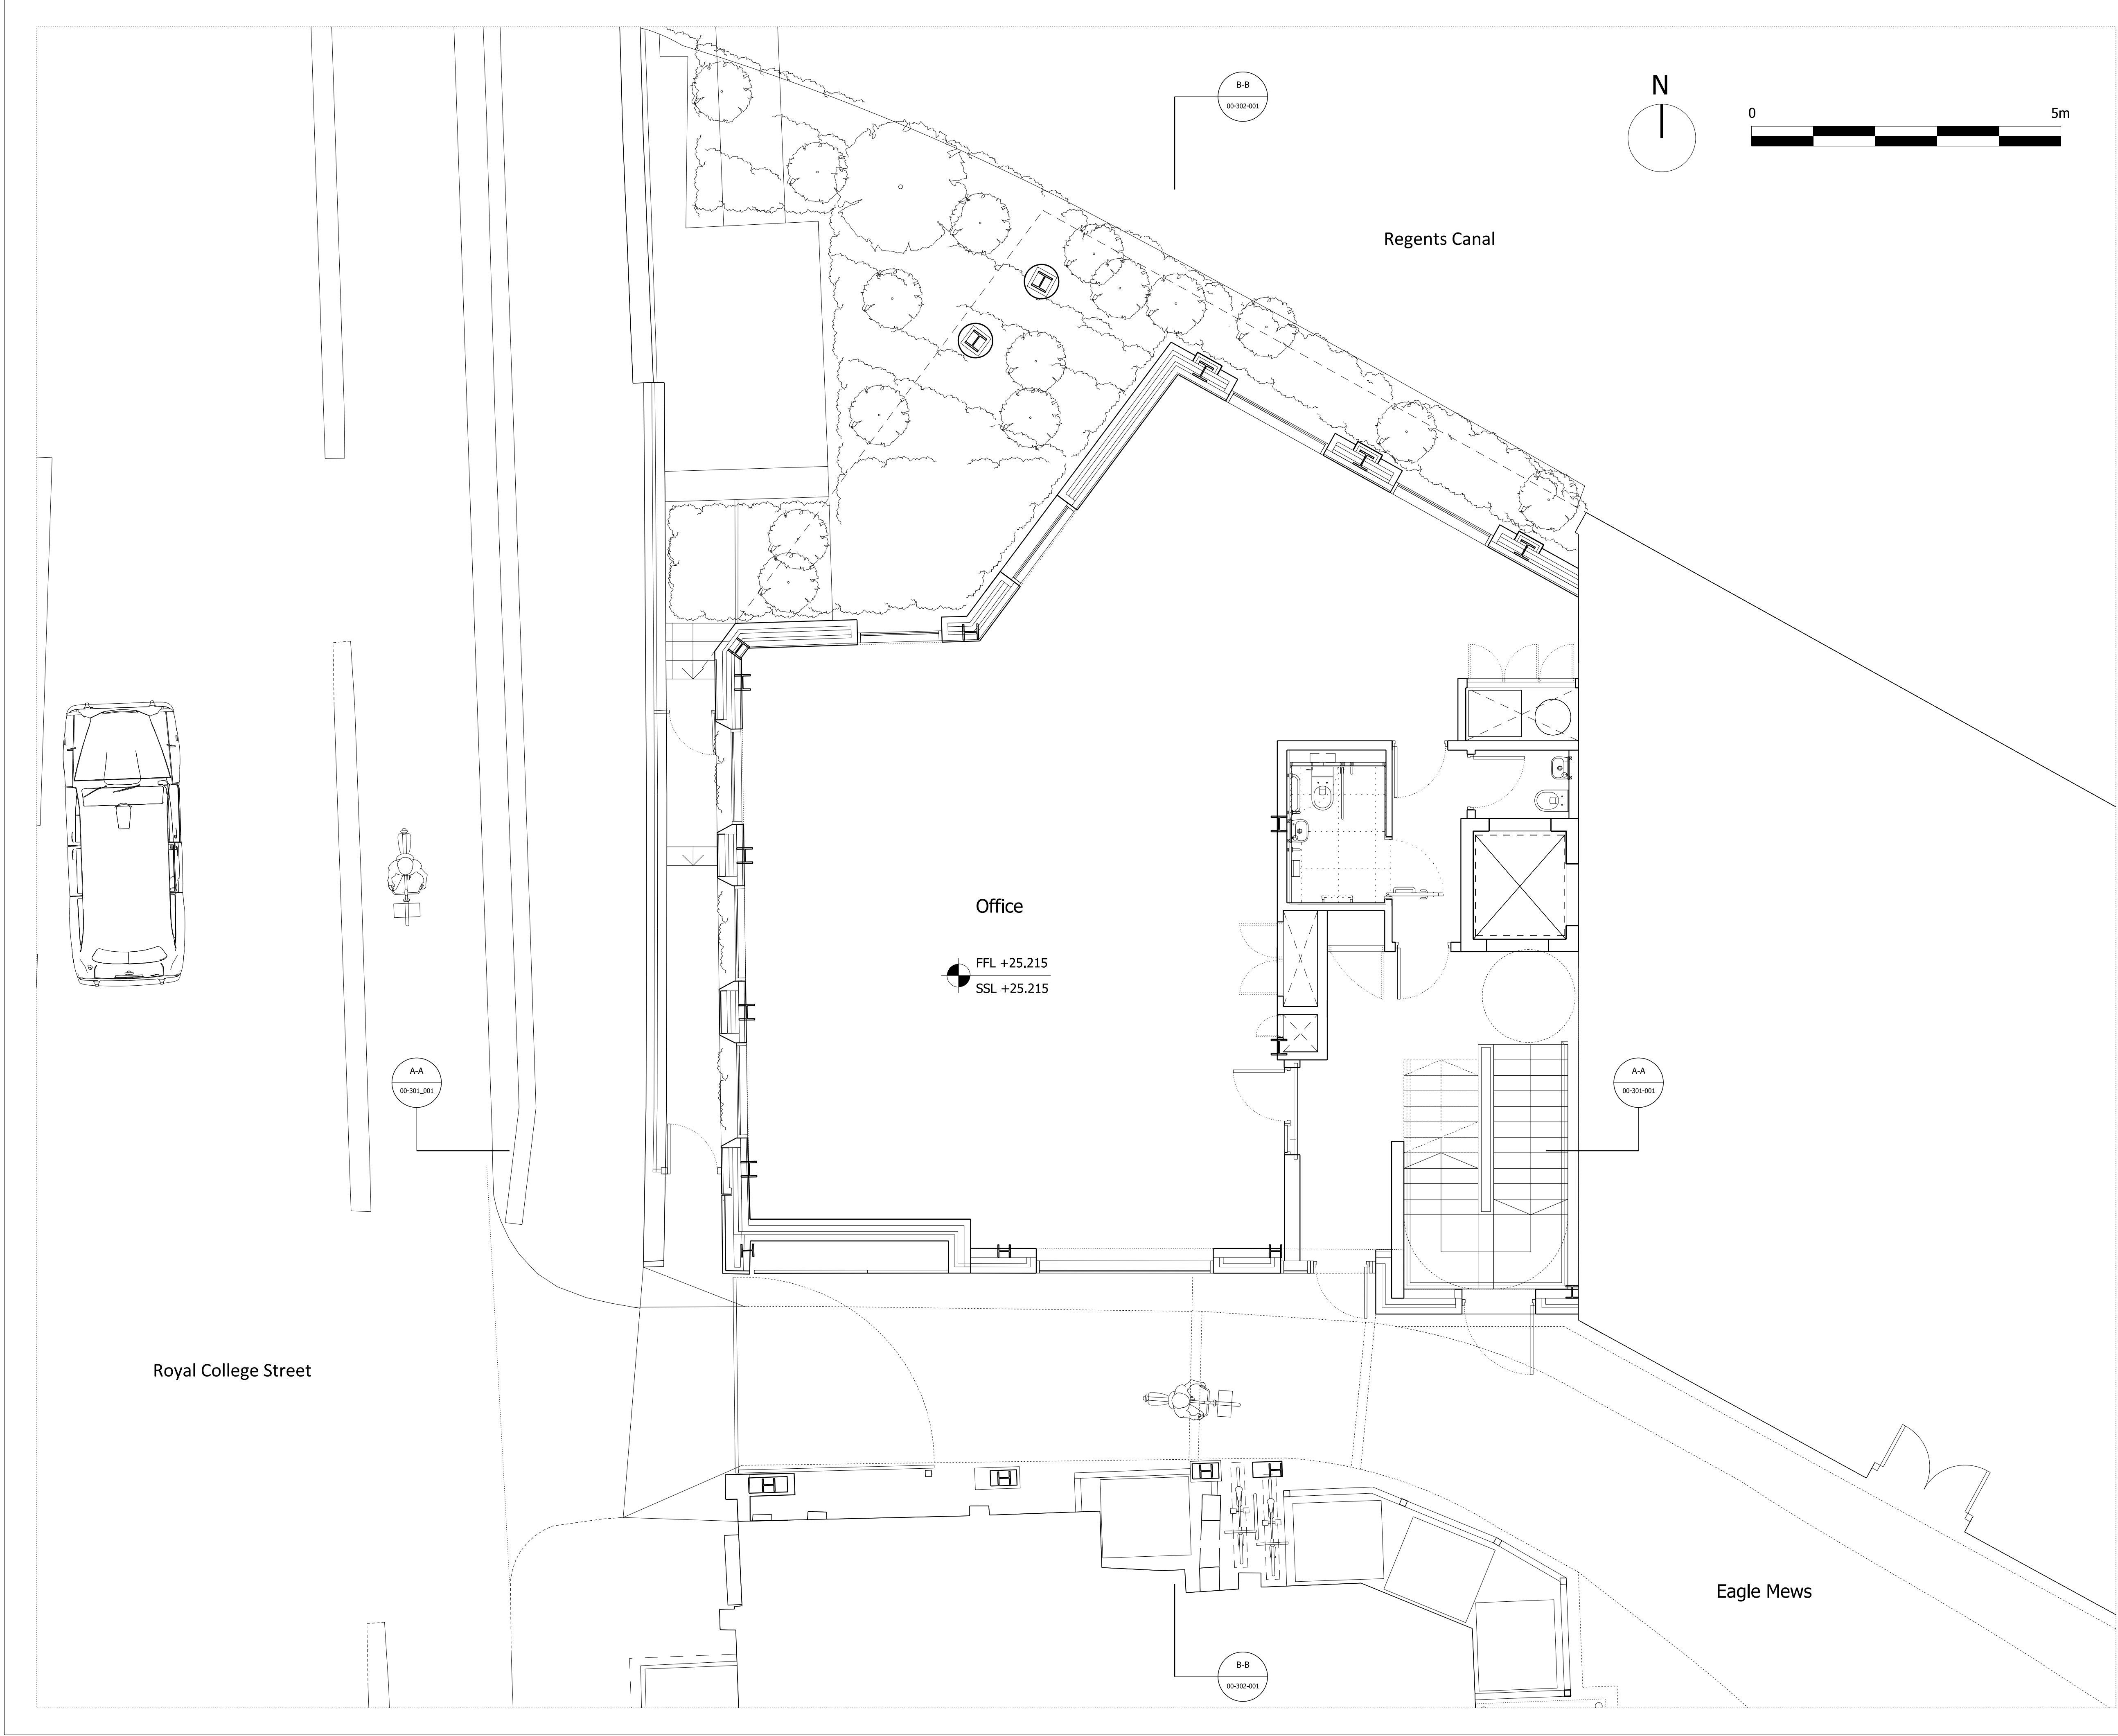 B-B
00-302-001
N
0
5m
Regents Canal
Office
FFL +25.215
SSL +25.215
A-A
00-301_001
A-A
00-301-001
Royal College Street
Eagle Mews
B-B
00-302-001